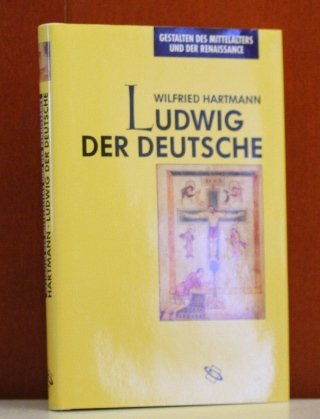 GESTALTEN DES MITTELALTERS
UND DER RENAISSANCE
WILFRIED HARTMANN
LUDWIG
DER DEUTSCHE
HARTMANN · LUDWIG DER DEUTSCHE